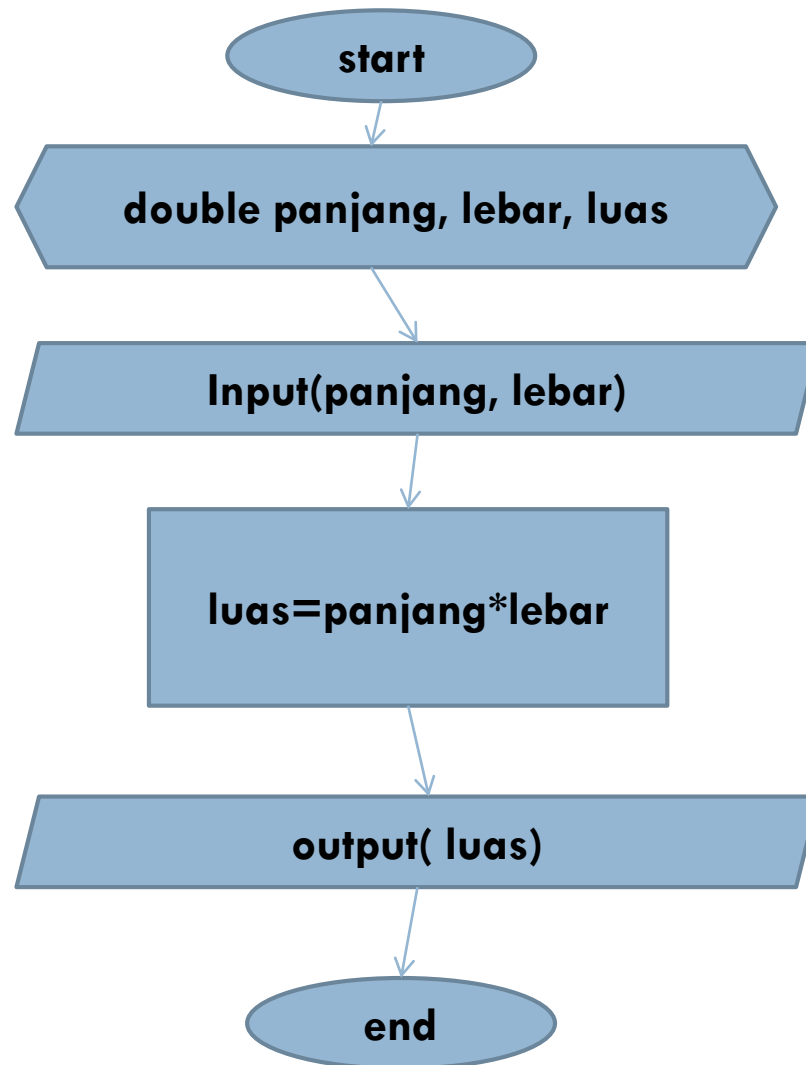 start
double panjang, lebar, luas
Input(panjang, lebar)
luas=panjang*lebar
output( luas)
end